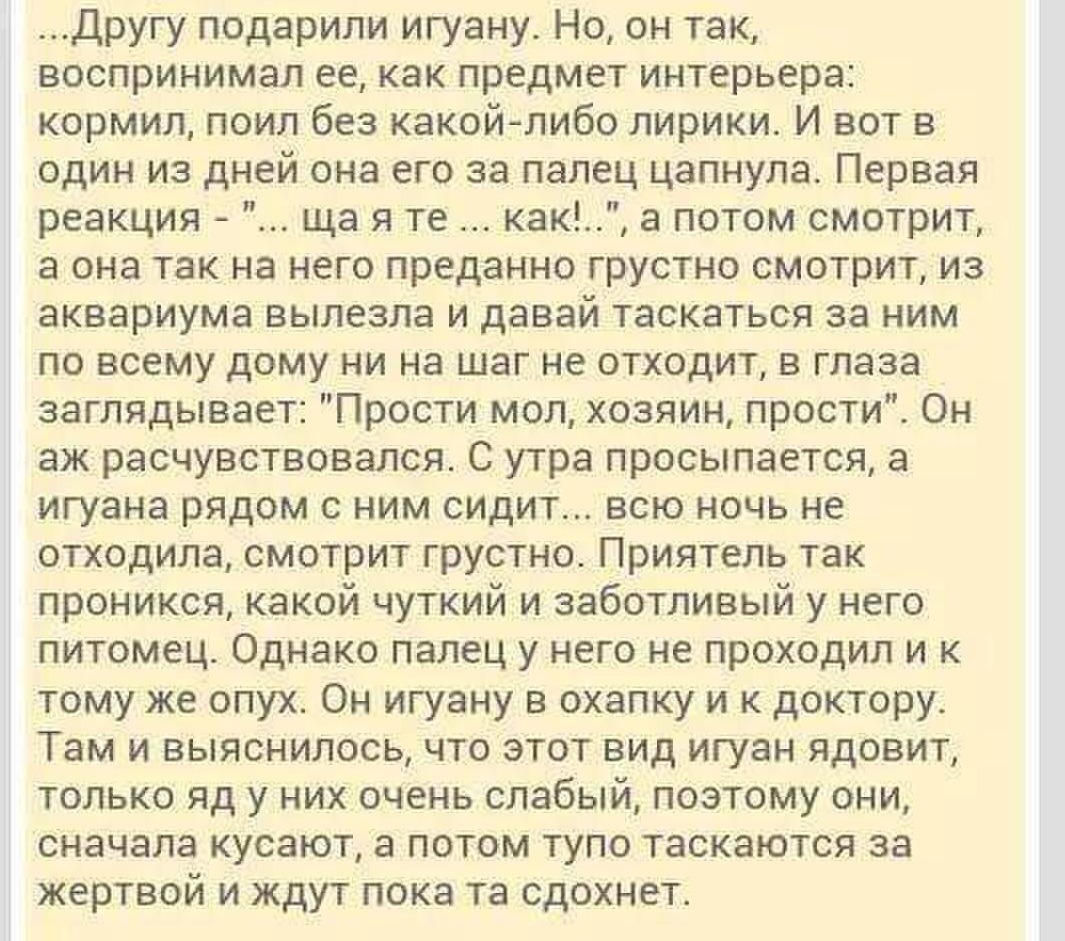 ...Другу подарили игуану. Но, он так,
воспринимал ее, как предмет интерьера:
кормил, поил без какой-либо лирики. И вот в
один из дней она его за палец цапнула. Первая
реакция - "... ща я те ... как!..", а потом смотрит,
а она так на него преданно грустно смотрит, из
аквариума вылезла и давай таскаться за ним
по всему дому ни на шаг не отходит, в глаза
заглядывает: "Прости мол, хозяин, прости". Он
аж расчувствовался. С утра просыпается, а
игуана рядом с ним сидит... всю ночь не
отходила, смотрит грустно. Приятель так
проникся, какой чуткий и заботливый у него
питомец. Однако палец у него не проходил и к
тому же опух. Он игуану в охапку и к доктору.
Там и выяснилось, что этот вид игуан ядовит,
только яд у них очень слабый, поэтому они,
сначала кусают, а потом тупо таскаются за
жертвой и ждут пока та сдохнет.